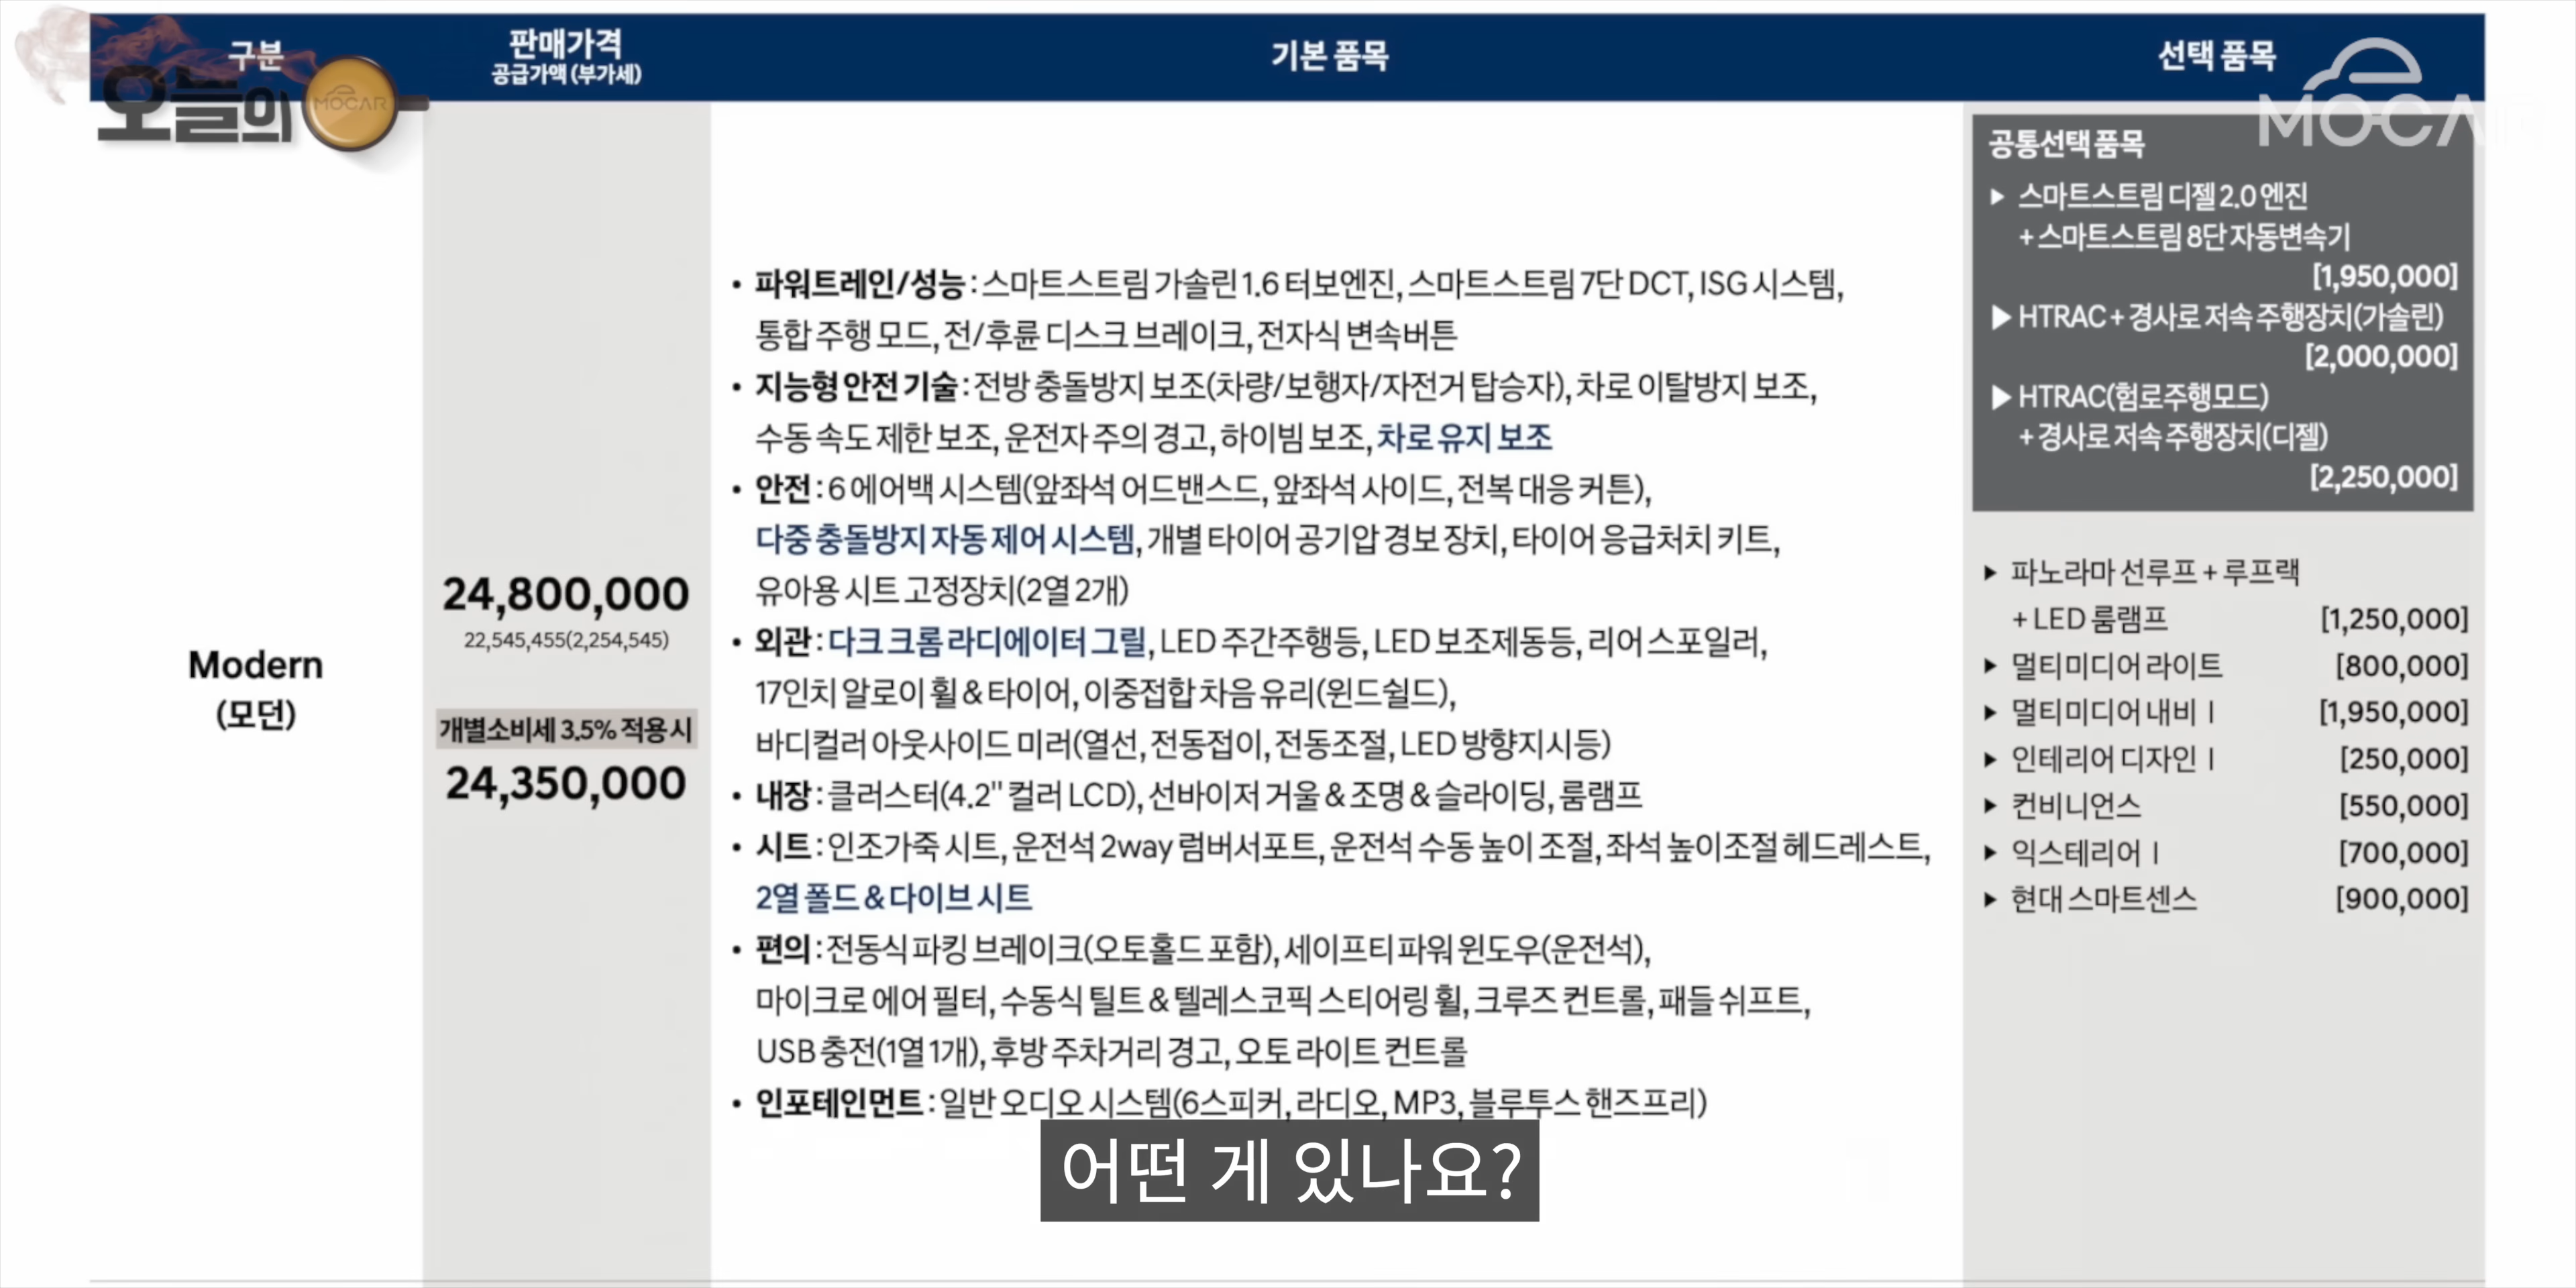 구분
판매가격
공급가액 (부가세)
기본 품목
선택 품목
오늘의
MOCAR
MOCA
Modern
(모던)
24,800,000
22,545,455(2,254,545)
개별소비세 3.5% 적용 시
24,350,000
• 파워트레인/성능 : 스마트스트림 가솔린 1.6 터보엔진, 스마트스트림 7단 DCT, ISG 시스템,
통합 주행 모드, 전/후륜 디스크 브레이크, 전자식 변속버튼
• 지능형 안전 기술 : 전방 충돌방지 보조(차량/보행자/자전거 탑승자), 차로 이탈방지 보조,
수동 속도 제한 보조, 운전자 주의 경고, 하이빔 보조, 차로 유지 보조
• 안전 : 6 에어백 시스템(앞좌석 어드밴스드, 앞좌석 사이드, 전복 대응 커튼),
다중 충돌방지 자동 제어 시스템, 개별 타이어 공기압 경보 장치, 타이어 응급처치 키트,
유아용 시트 고정장치(2열 2개)
• 외관 : 다크 크롬 라디에이터 그릴, LED 주간주행등, LED 보조제동등, 리어 스포일러,
17인치 알로이 휠 & 타이어, 이중접합 차음 유리(윈드쉴드),
바디컬러 아웃사이드 미러(열선, 전동접이, 전동조절, LED 방향지시등)
• 내장 : 클러스터(4.2" 컬러 LCD), 선바이저 거울 & 조명 & 슬라이딩, 룸램프
• 시트 : 인조가죽 시트, 운전석 2way 럼버서포트, 운전석 수동 높이 조절, 좌석 높이조절 헤드레스트,
2열 폴드 & 다이브 시트
• 편의 : 전동식 파킹 브레이크(오토홀드 포함), 세이프티 파워 윈도우(운전석),
마이크로 에어 필터, 수동식 틸트 & 텔레스코픽 스티어링 휠, 크루즈 컨트롤, 패들 쉬프트,
USB 충전(1열 1개), 후방 주차거리 경고, 오토 라이트 컨트롤
• 인포테인먼트 : 일반 오디오 시스템(6스피커, 라디오, MP3, 블루투스 핸즈프리)
공통선택 품목
▶ 스마트스트림 디젤 2.0 엔진
+ 스마트스트림 8단 자동변속기
[1,950,000]
▶ HTRAC + 경사로 저속 주행장치(가솔린)
[2,000,000]
▶ HTRAC(험로주행모드)
+ 경사로 저속 주행장치(디젤)
[2,250,000]
▶ 파노라마 선루프 + 루프랙
+ LED 룸램프 [1,250,000]
▶ 멀티미디어 라이트 [800,000]
▶ 멀티미디어 내비 Ⅰ [1,950,000]
▶ 인테리어 디자인 Ⅰ [250,000]
▶ 컨비니언스 [550,000]
▶ 익스테리어 Ⅰ [700,000]
▶ 현대 스마트센스 [900,000]
어떤 게 있나요?